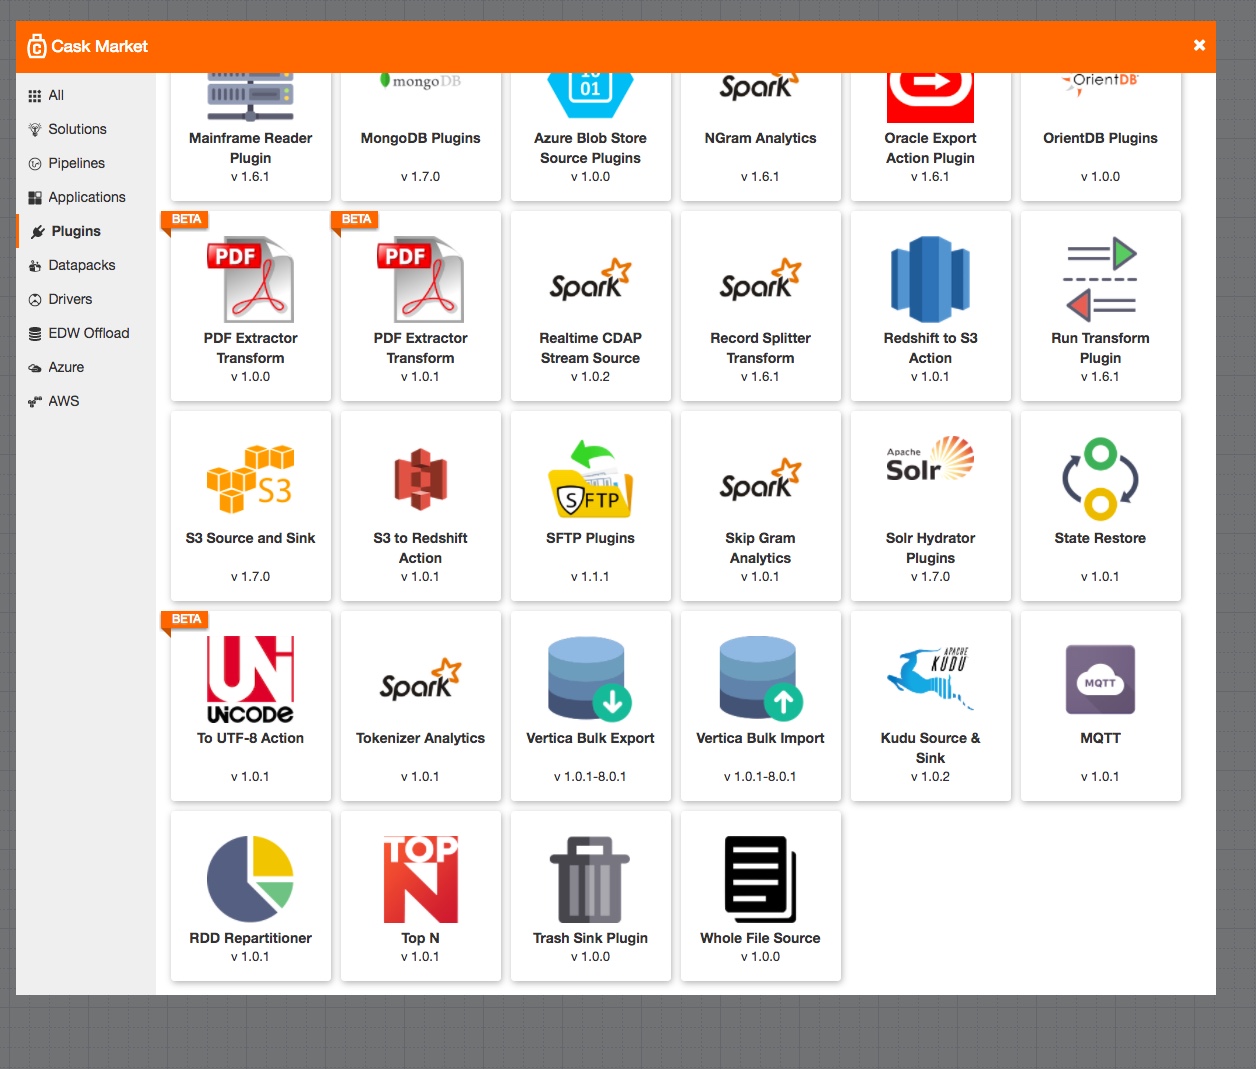 Cask Market
All
Solutions
Pipelines
Applications
Plugins
Datapacks
Drivers
EDW Offload
Azure
AWS
mongoDB
10
01
Spark
OrientDB
Mainframe Reader
Plugin
v 1.6.1
MongoDB Plugins
v 1.7.0
Azure Blob Store
Source Plugins
v 1.0.0
NGram Analytics
v 1.6.1
Oracle Export
Action Plugin
v 1.6.1
OrientDB Plugins
v 1.0.0
BETA
PDF
PDF Extractor
Transform
v 1.0.0
BETA
PDF
PDF Extractor
Transform
v 1.0.1
Spark
Realtime CDAP
Stream Source
v 1.0.2
Spark
Record Splitter
Transform
v 1.6.1
Redshift to S3
Action
v 1.0.1
Run Transform
Plugin
v 1.6.1
S3
S3 Source and Sink
v 1.7.0
S3 to Redshift
Action
v 1.0.1
SFTP
SFTP Plugins
v 1.1.1
Spark
Skip Gram
Analytics
v 1.0.1
Apache
Solr
Solr Hydrator
Plugins
v 1.7.0
State Restore
v 1.0.1
BETA
UNi
UNiCODE
To UTF-8 Action
v 1.0.1
Spark
Tokenizer Analytics
v 1.0.1
Vertica Bulk Export
v 1.0.1-8.0.1
Vertica Bulk Import
v 1.0.1-8.0.1
APACHE
KUDU
Kudu Source &
Sink
v 1.0.2
MQTT
MQTT
v 1.0.1
RDD Repartitioner
v 1.0.1
TOP
N
Top N
v 1.0.1
Trash Sink Plugin
v 1.0.0
Whole File Source
v 1.0.0